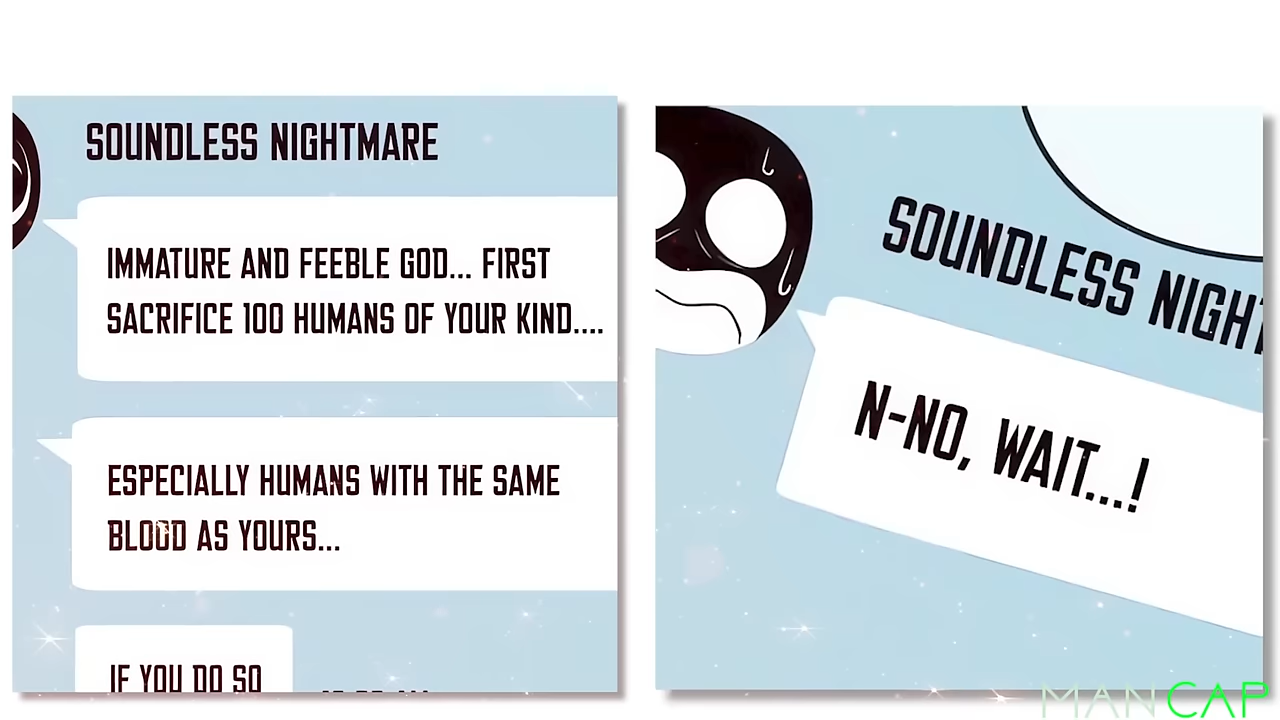 SOUNDLESS NIGHTMARE
IMMATURE AND FEEBLE GOD... FIRST
SACRIFICE 100 HUMANS OF YOUR KIND....
ESPECIALLY HUMANS WITH THE SAME
BLOOD AS YOURS...
IF YOU DO SO
SOUNDLESS NIGHT
N-NO, WAIT...!
MANCAP